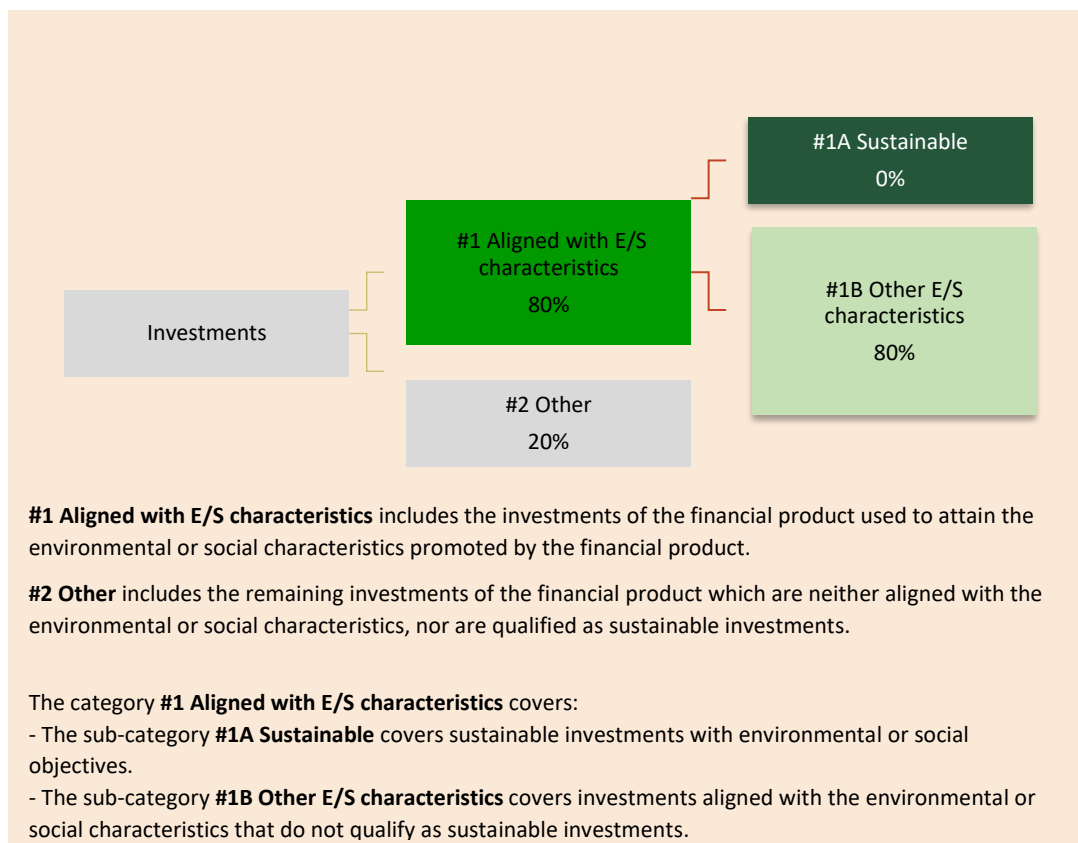 #1A Sustainable
0%
#1 Aligned with E/S
characteristics
80%
#1B Other E/S
characteristics
80%
Investments
#2 Other
20%
#1 Aligned with E/S characteristics includes the investments of the financial product used to attain the
environmental or social characteristics promoted by the financial product.
#2 Other includes the remaining investments of the financial product which are neither aligned with the
environmental or social characteristics, nor are qualified as sustainable investments.
The category #1 Aligned with E/S characteristics covers:
- The sub-category #1A Sustainable covers sustainable investments with environmental or social
objectives.
- The sub-category #1B Other E/S characteristics covers investments aligned with the environmental or
social characteristics that do not qualify as sustainable investments.